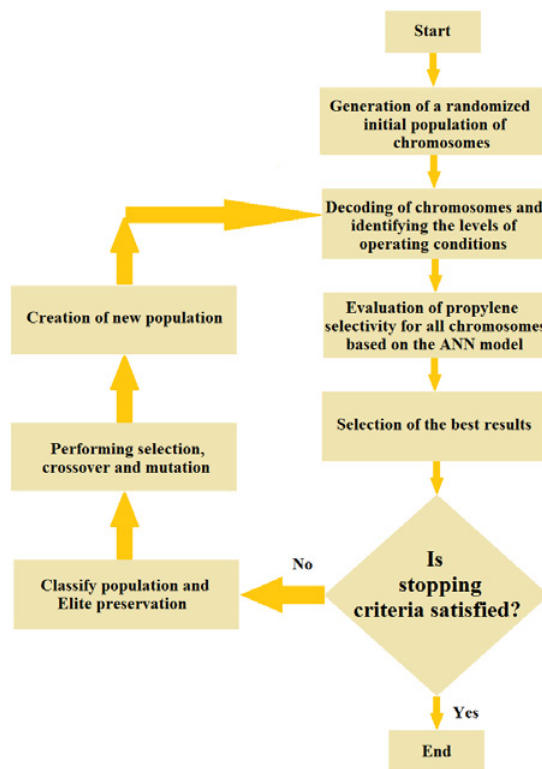 Start
Generation of a randomized
initial population of
chromosomes
Decoding of chromosomes and
identifying the levels of
operating conditions
Evaluation of propylene
selectivity for all chromosomes
based on the ANN model
Selection of the best results
Is
stopping
criteria satisfied?
No
Classify population and
Elite preservation
Performing selection,
crossover and mutation
Creation of new population
Yes
End